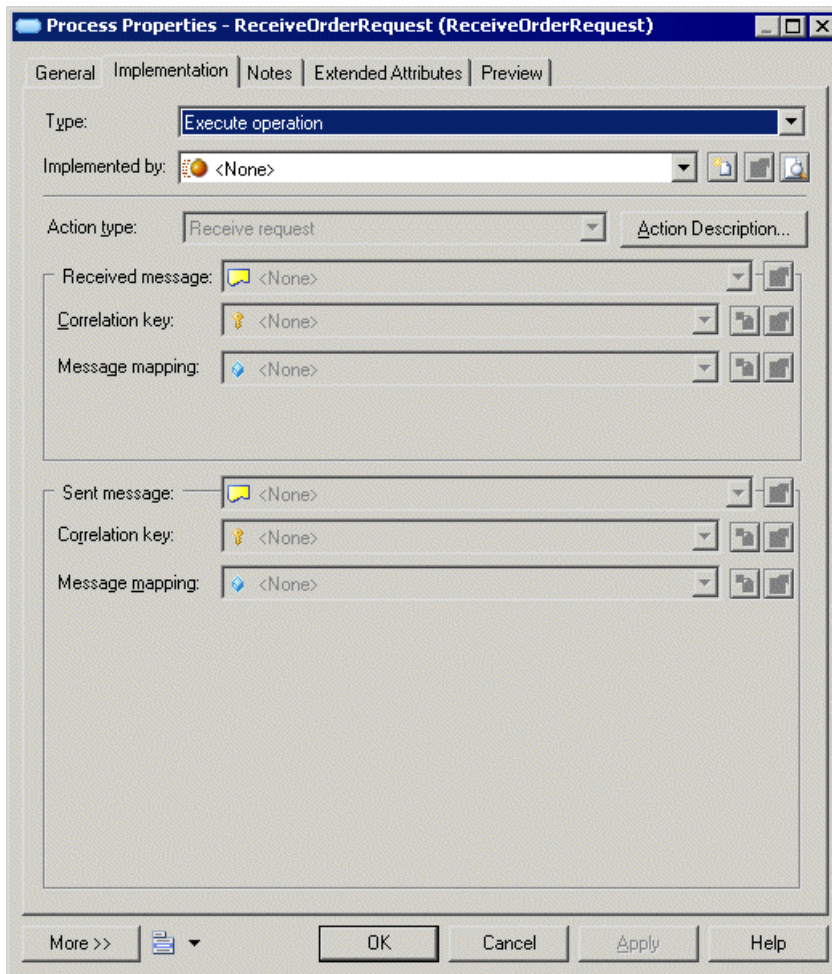 Process Properties - ReceiveOrderRequest (ReceiveOrderRequest)
General Implementation Notes Extended Attributes Preview
Type: Execute operation
Implemented by: <None>
Action type: Receive request Action Description...
Received message: <None>
Correlation key: <None>
Message mapping: <None>
Sent message: <None>
Correlation key: <None>
Message mapping: <None>
More >> OK Cancel Apply Help